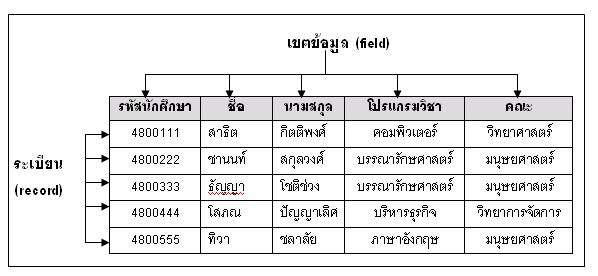 เขตข้อมูล (field)
รหัสนักศึกษา ชื่อ นามสกุล โปรแกรมวิชา คณะ
4800111 สาธิต กิตติพงศ์ คอมพิวเตอร์ วิทยาศาสตร์
4800222 ชานนท์ สกุลวงศ์ บรรณารักษศาสตร์ มนุษยศาสตร์
ระเบียน
(record)
4800333 ธัญญา โชติช่วง บรรณารักษศาสตร์ มนุษยศาสตร์
4800444 โสภณ ปัญญาเลิศ บริหารธุรกิจ วิทยาการจัดการ
4800555 ทิวา ชลาลัย ภาษาอังกฤษ มนุษยศาสตร์